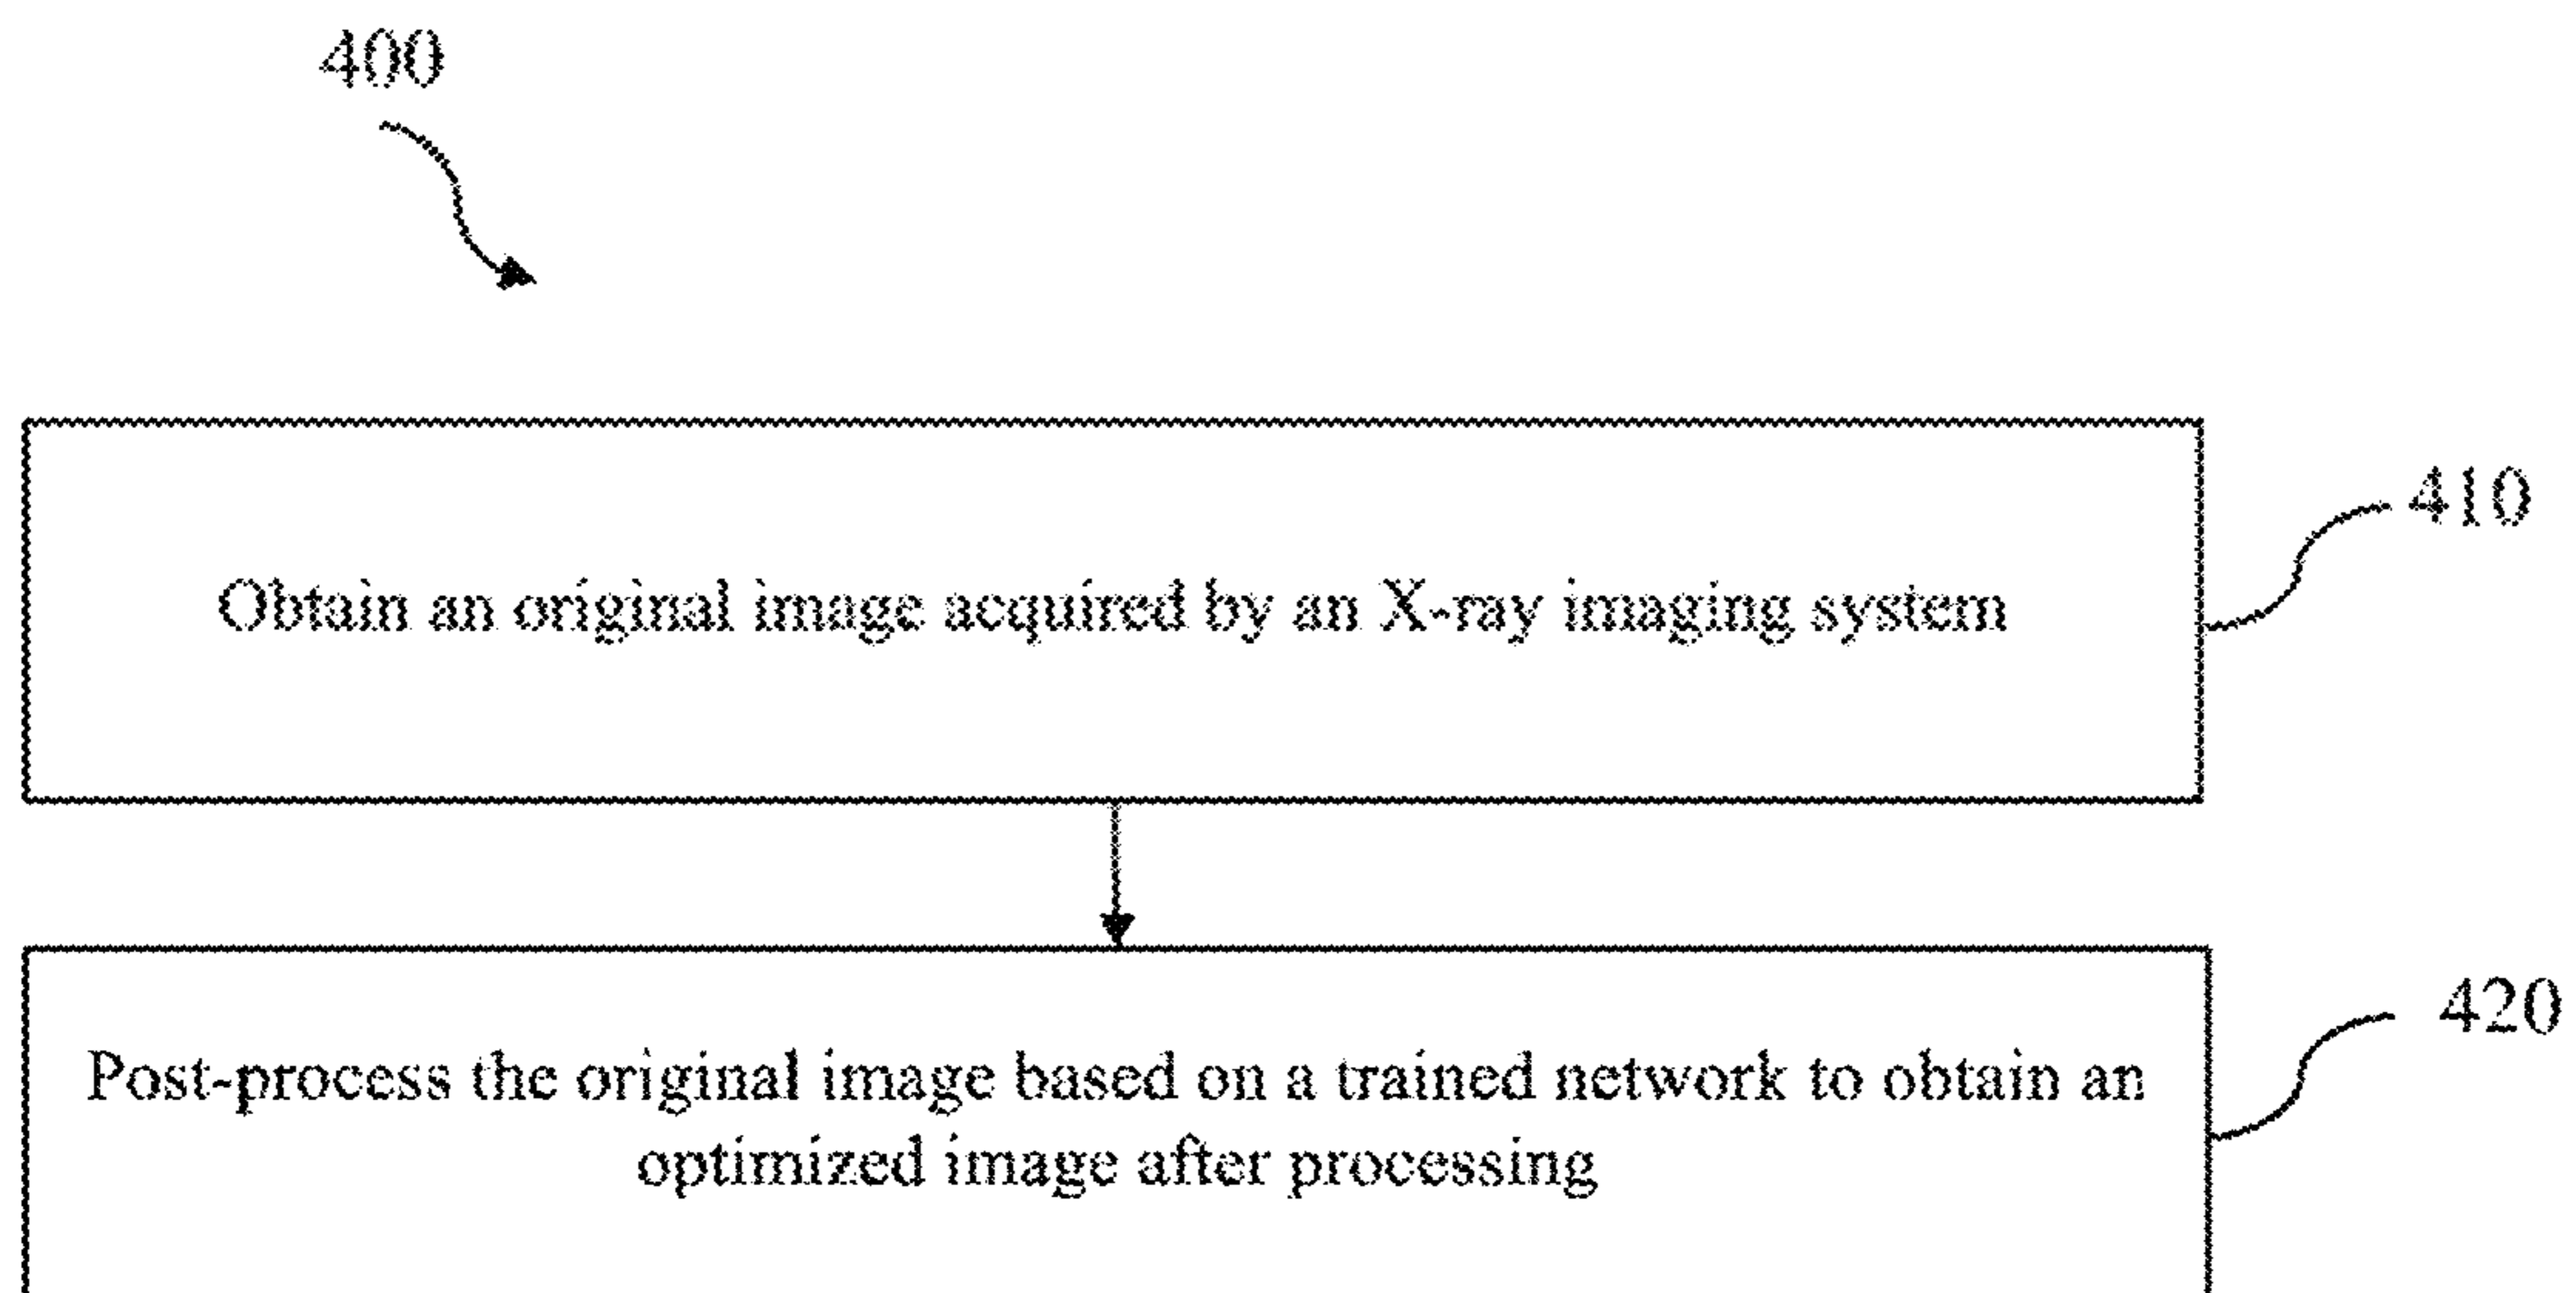 400
410
Obtain an original image acquired by an X-ray imaging system
420
Post-process the original image based on a trained network to obtain an
optimized image after processing